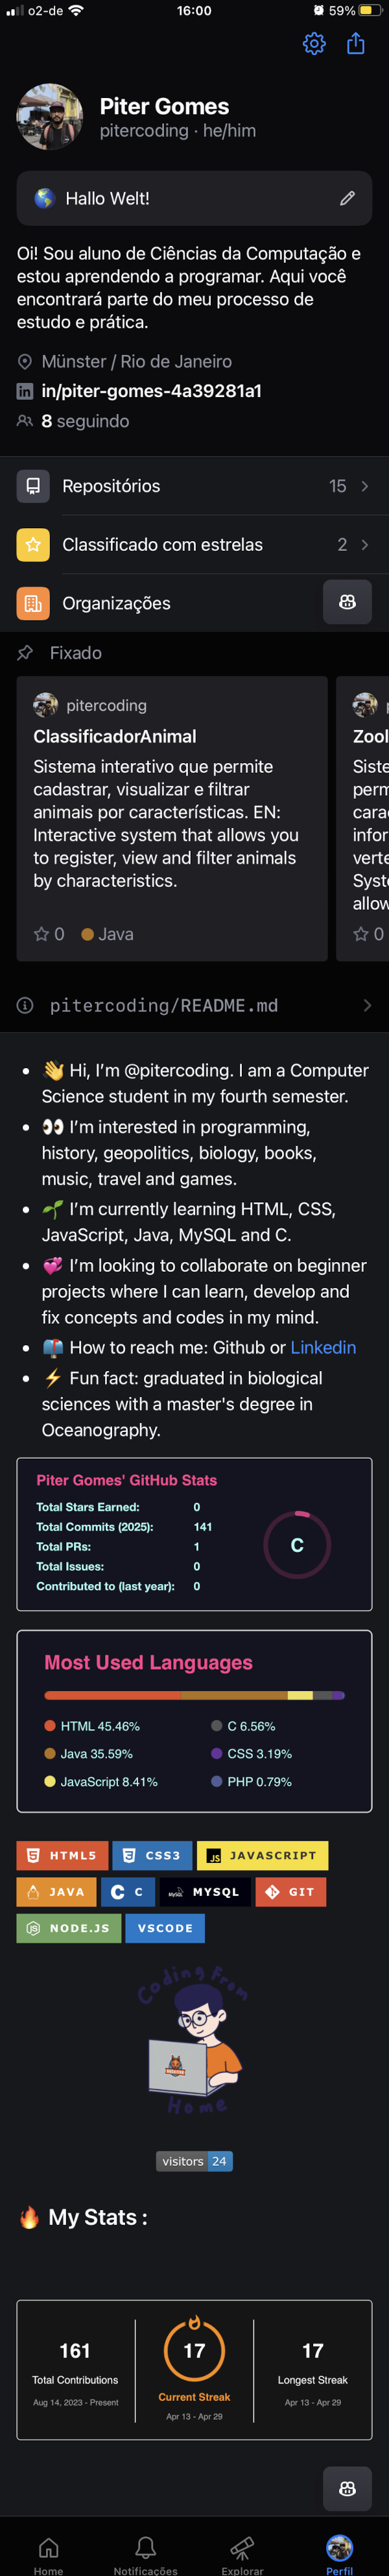 o2-de 16:00 59%
Piter Gomes
pitercoding · he/him
🌎 Hallo Welt!
Oi! Sou aluno de Ciências da Computação e
estou aprendendo a programar. Aqui você
encontrará parte do meu processo de
estudo e prática.
Münster / Rio de Janeiro
in/piter-gomes-4a39281a1
8 seguindo
Repositórios 15
Classificado com estrelas 2
Organizações
Fixado
pitercoding
ClassificadorAnimal
Sistema interativo que permite
cadastrar, visualizar e filtrar
animais por características. EN:
Interactive system that allows you
to register, view and filter animals
by characteristics.
0 Java
Zool
Siste
perm
cara
infor
verte
Syst
allow
0
pitercoding/README.md
• 👋 Hi, I’m @pitercoding. I am a Computer
Science student in my fourth semester.
• 👀 I’m interested in programming,
history, geopolitics, biology, books,
music, travel and games.
• 🌱 I’m currently learning HTML, CSS,
JavaScript, Java, MySQL and C.
• 💞️ I’m looking to collaborate on beginner
projects where I can learn, develop and
fix concepts and codes in my mind.
• 📫 How to reach me: Github or Linkedin
• ⚡ Fun fact: graduated in biological
sciences with a master's degree in
Oceanography.
Piter Gomes' GitHub Stats
Total Stars Earned: 0
Total Commits (2025): 141
Total PRs: 1
Total Issues: 0
Contributed to (last year): 0
C
Most Used Languages
HTML 45.46% C 6.56%
Java 35.59% CSS 3.19%
JavaScript 8.41% PHP 0.79%
HTML5 CSS3 JS JAVASCRIPT
JAVA C C MySQL MYSQL GIT
NODE.JS VSCODE
Coding From
Home
visitors 24
🔥 My Stats :
161 17 17
Total Contributions Current Streak Longest Streak
Aug 14, 2023 - Present Apr 13 - Apr 29 Apr 13 - Apr 29
Home Notificações Explorar Perfil